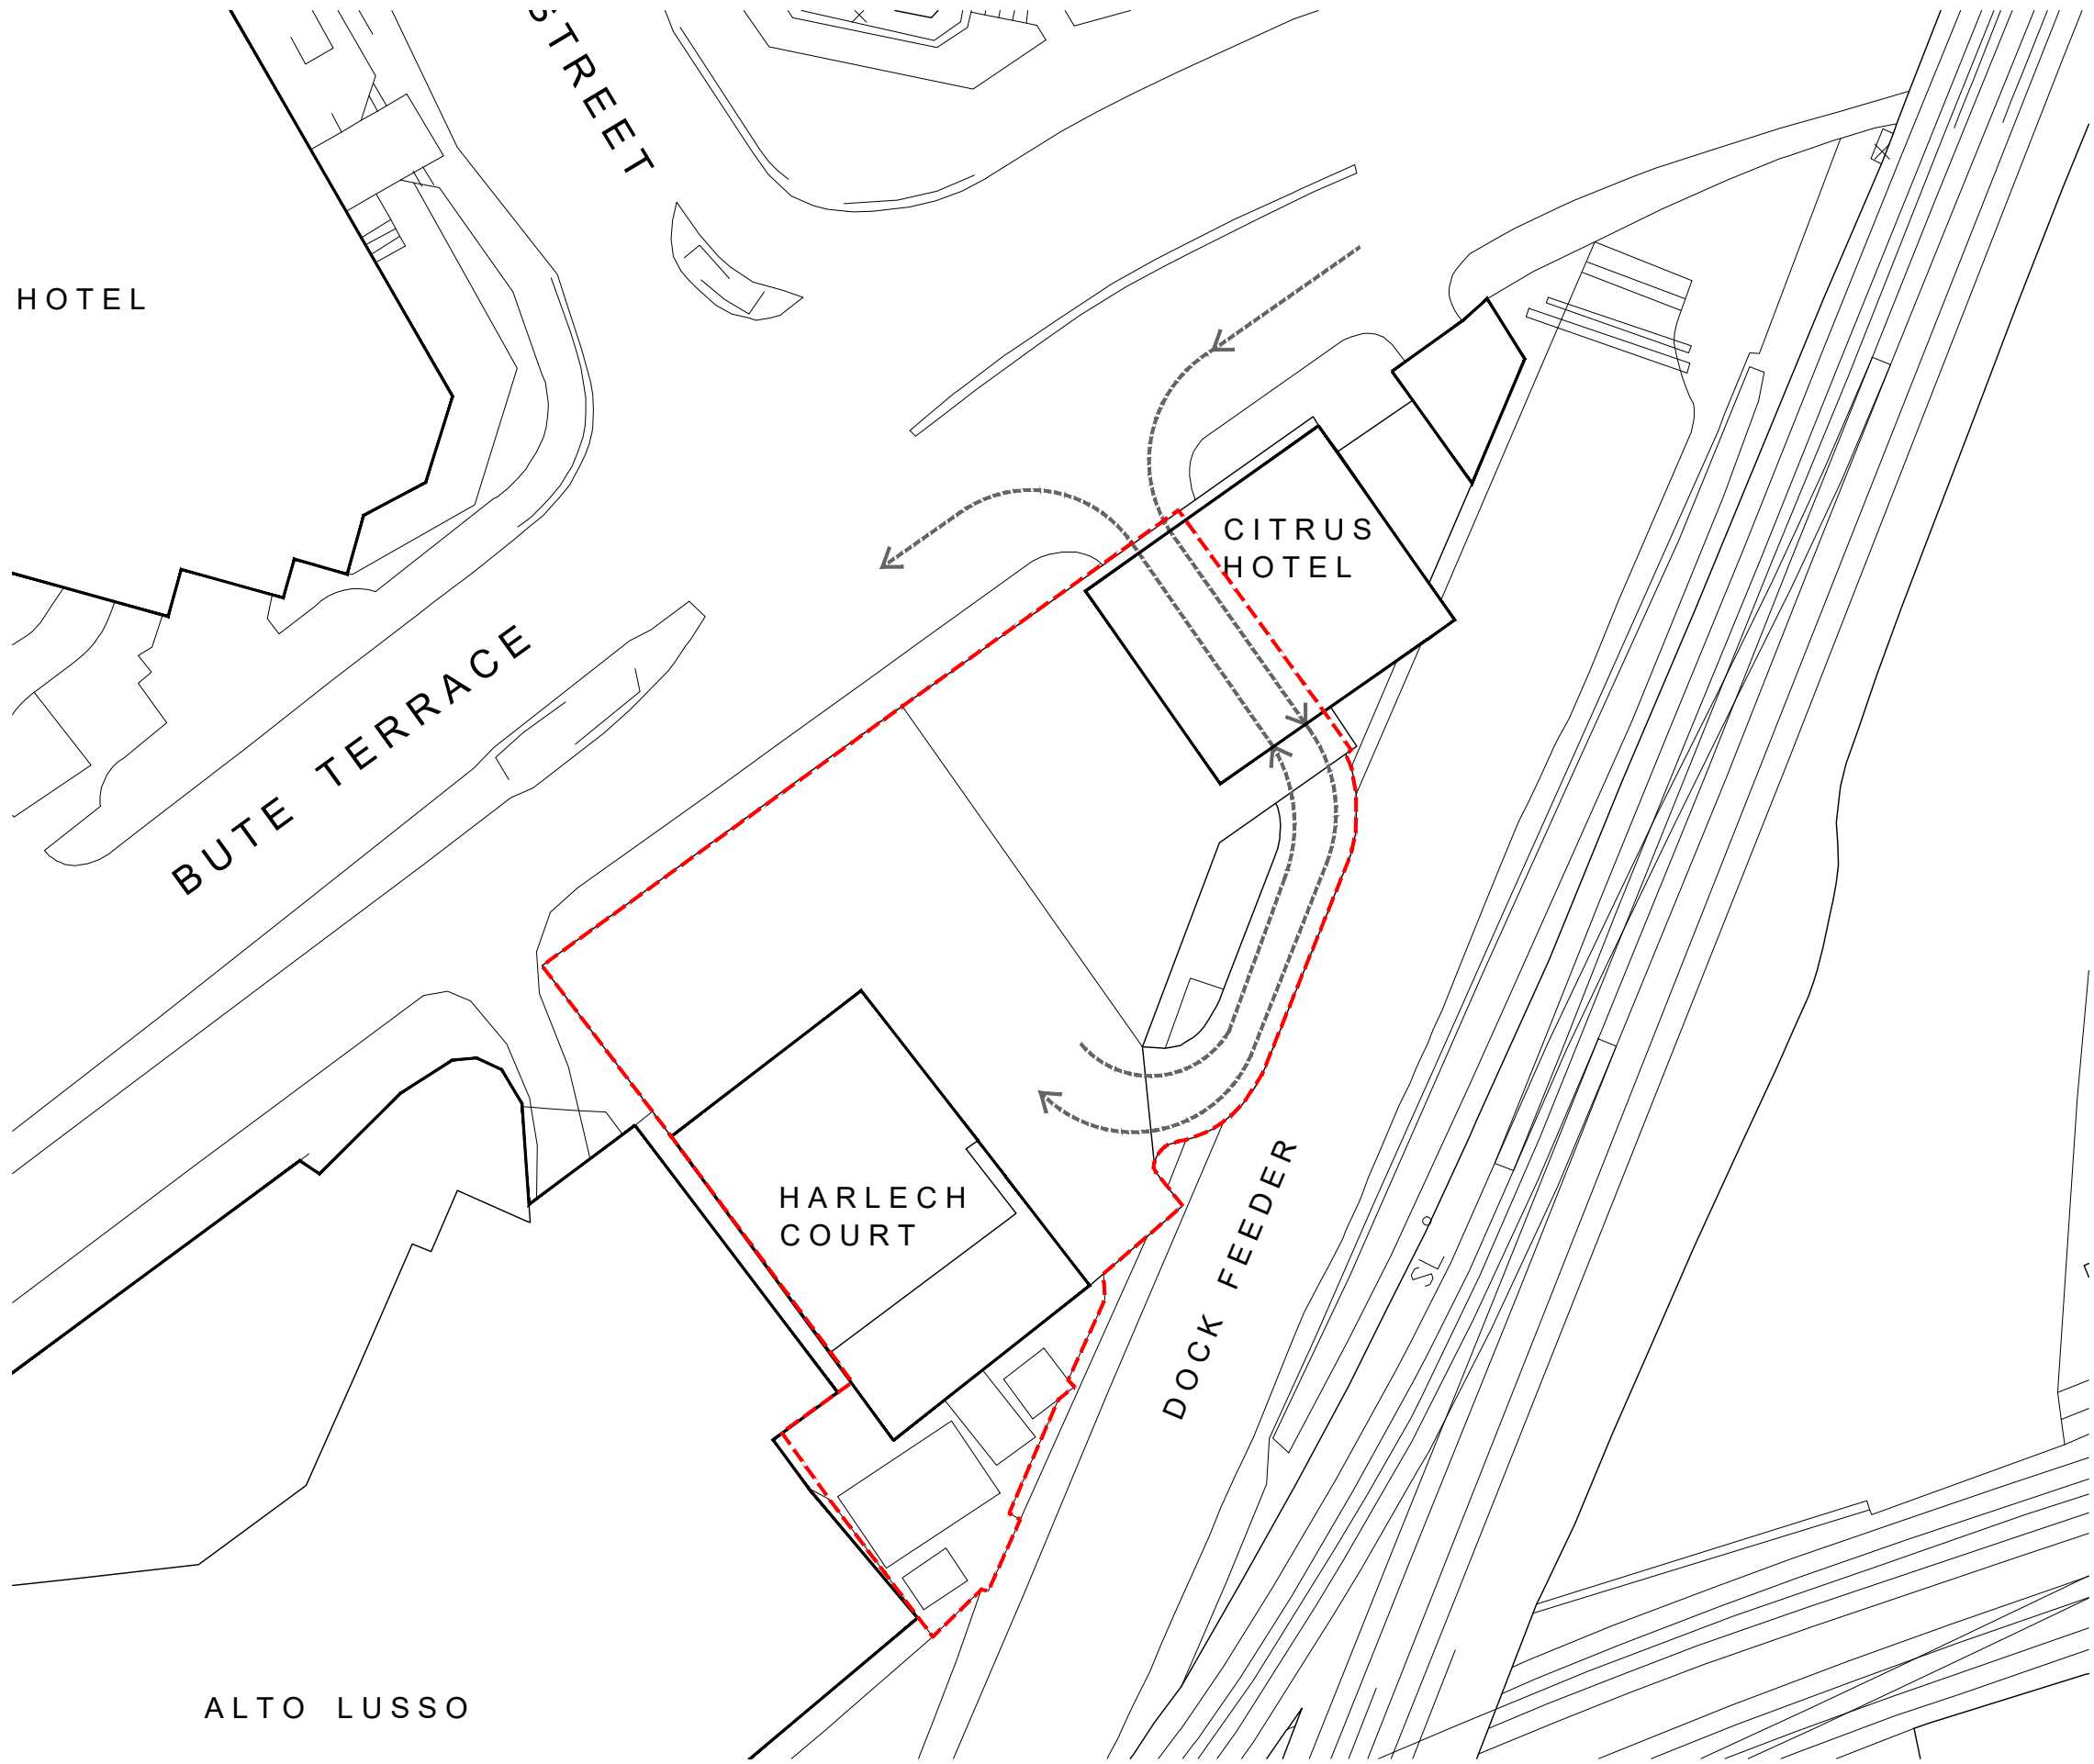 STREET
HOTEL
CITRUS
HOTEL
BUTE TERRACE
HARLECH
COURT
DOCK FEEDER
SL
ALTO LUSSO